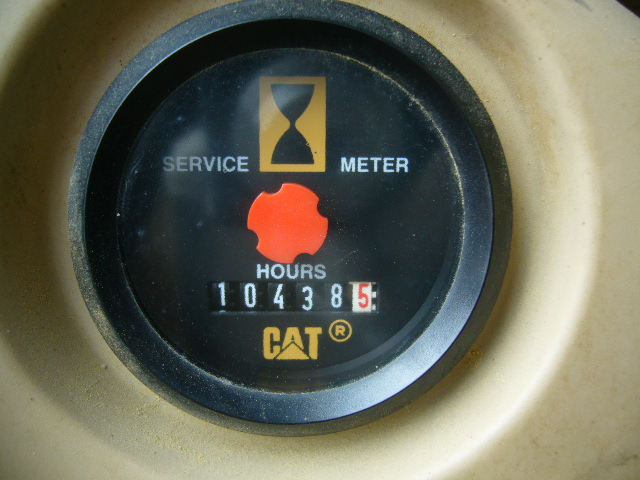 SERVICE METER
HOURS
104385
CAT ®